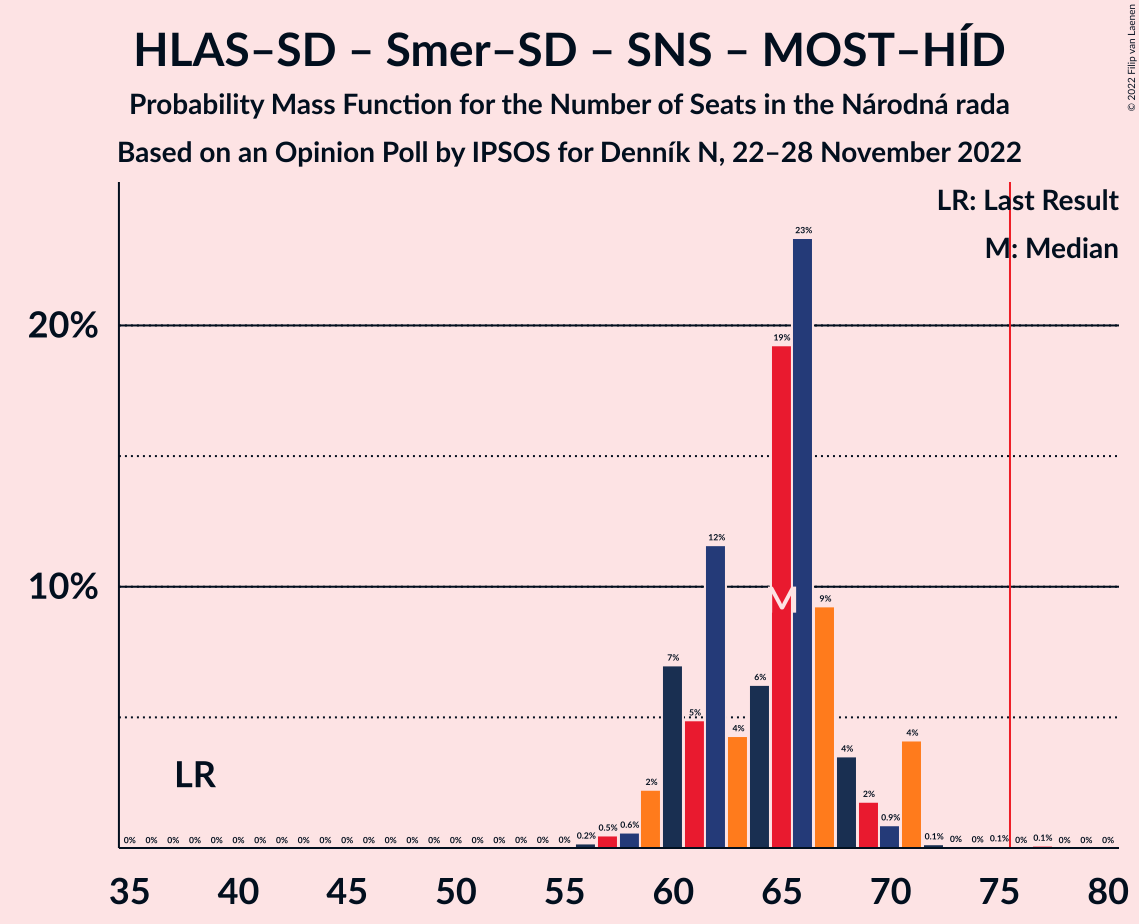 HLAS–SD – Smer–SD – SNS – MOST–HÍD
Probability Mass Function for the Number of Seats in the Národná rada
Based on an Opinion Poll by IPSOS for Denník N, 22–28 November 2022
© 2022 Filip van Laenen
LR: Last Result
M: Median
20%
10%
LR
M
0% 0% 0% 0% 0% 0% 0% 0% 0% 0% 0% 0% 0% 0% 0% 0% 0% 0% 0% 0% 0% 0.2% 0.5% 0.6% 2% 7% 5% 12% 4% 6% 19% 23% 9% 4% 2% 0.9% 4% 0.1% 0% 0% 0.1% 0% 0.1% 0% 0% 0%
35 40 45 50 55 60 65 70 75 80